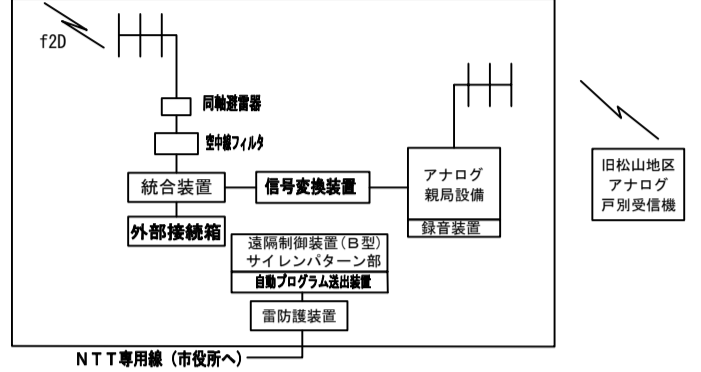 f2D
同軸避雷器
空中線フィルタ
統合装置
信号変換装置
アナログ
親局設備
録音装置
旧松山地区
アナログ
戸別受信機
外部接続箱
遠隔制御装置(B型)
サイレンパターン部
自動プログラム送出装置
雷防護装置
NTT専用線(市役所へ)